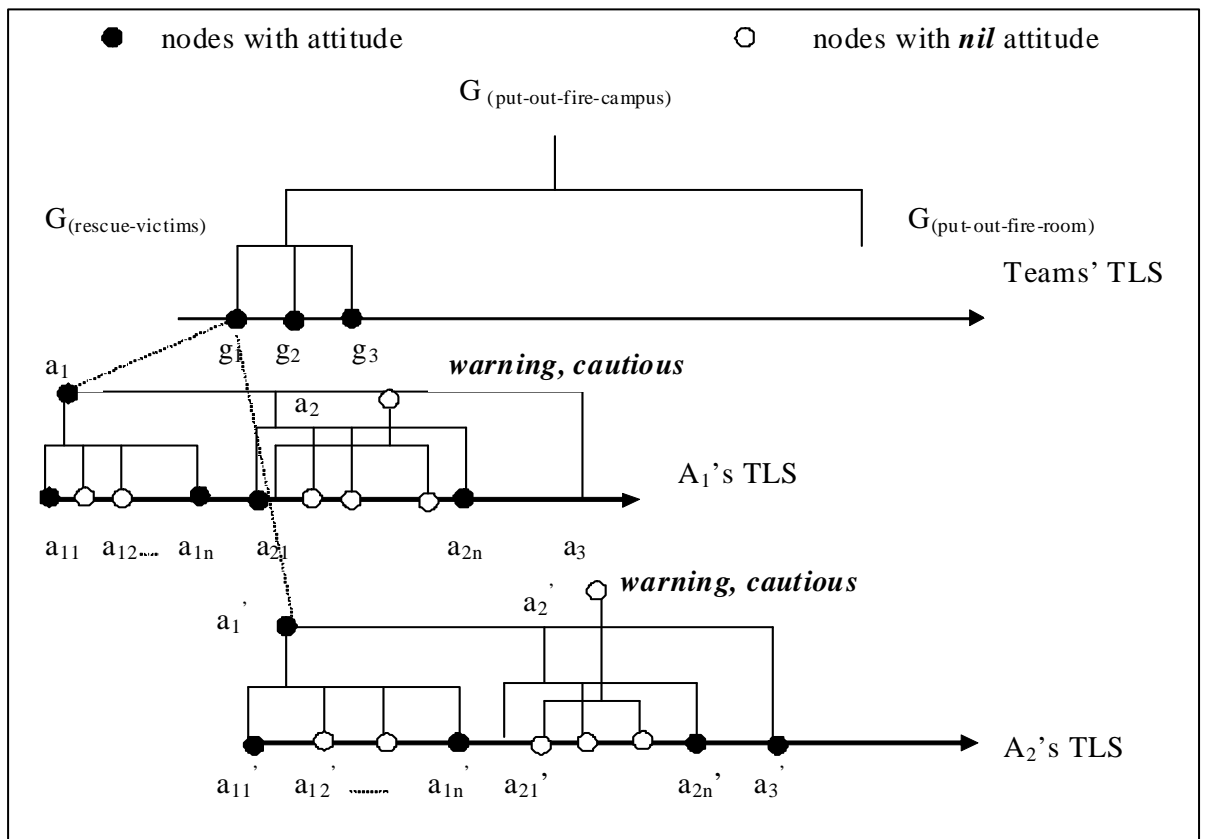 nodes with attitude nodes with nil attitude
G (put-out-fire-campus)
G(rescue-victims) G(put-out-fire-room)
Teams' TLS
g1 g2 g3
a1 warning, cautious
a2
A1's TLS
a11 a12.... a1n a21 a2n a3
warning, cautious
a1' a2'
A2's TLS
a11' a12' ......... a1n' a21' a2n' a3'